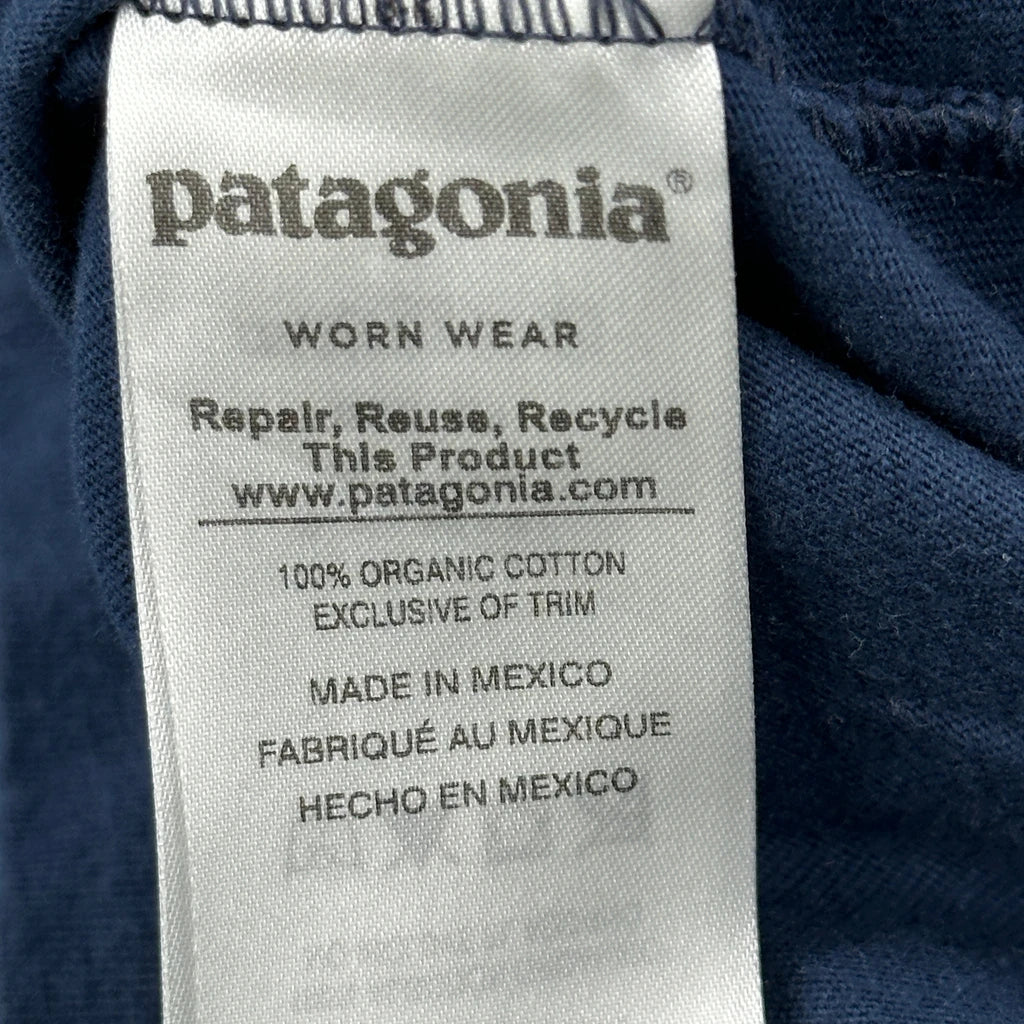 patagonia®
WORN WEAR
Repair, Reuse, Recycle
This Product
www.patagonia.com
100% ORGANIC COTTON
EXCLUSIVE OF TRIM
MADE IN MEXICO
FABRIQUÉ AU MEXIQUE
HECHO EN MEXICO